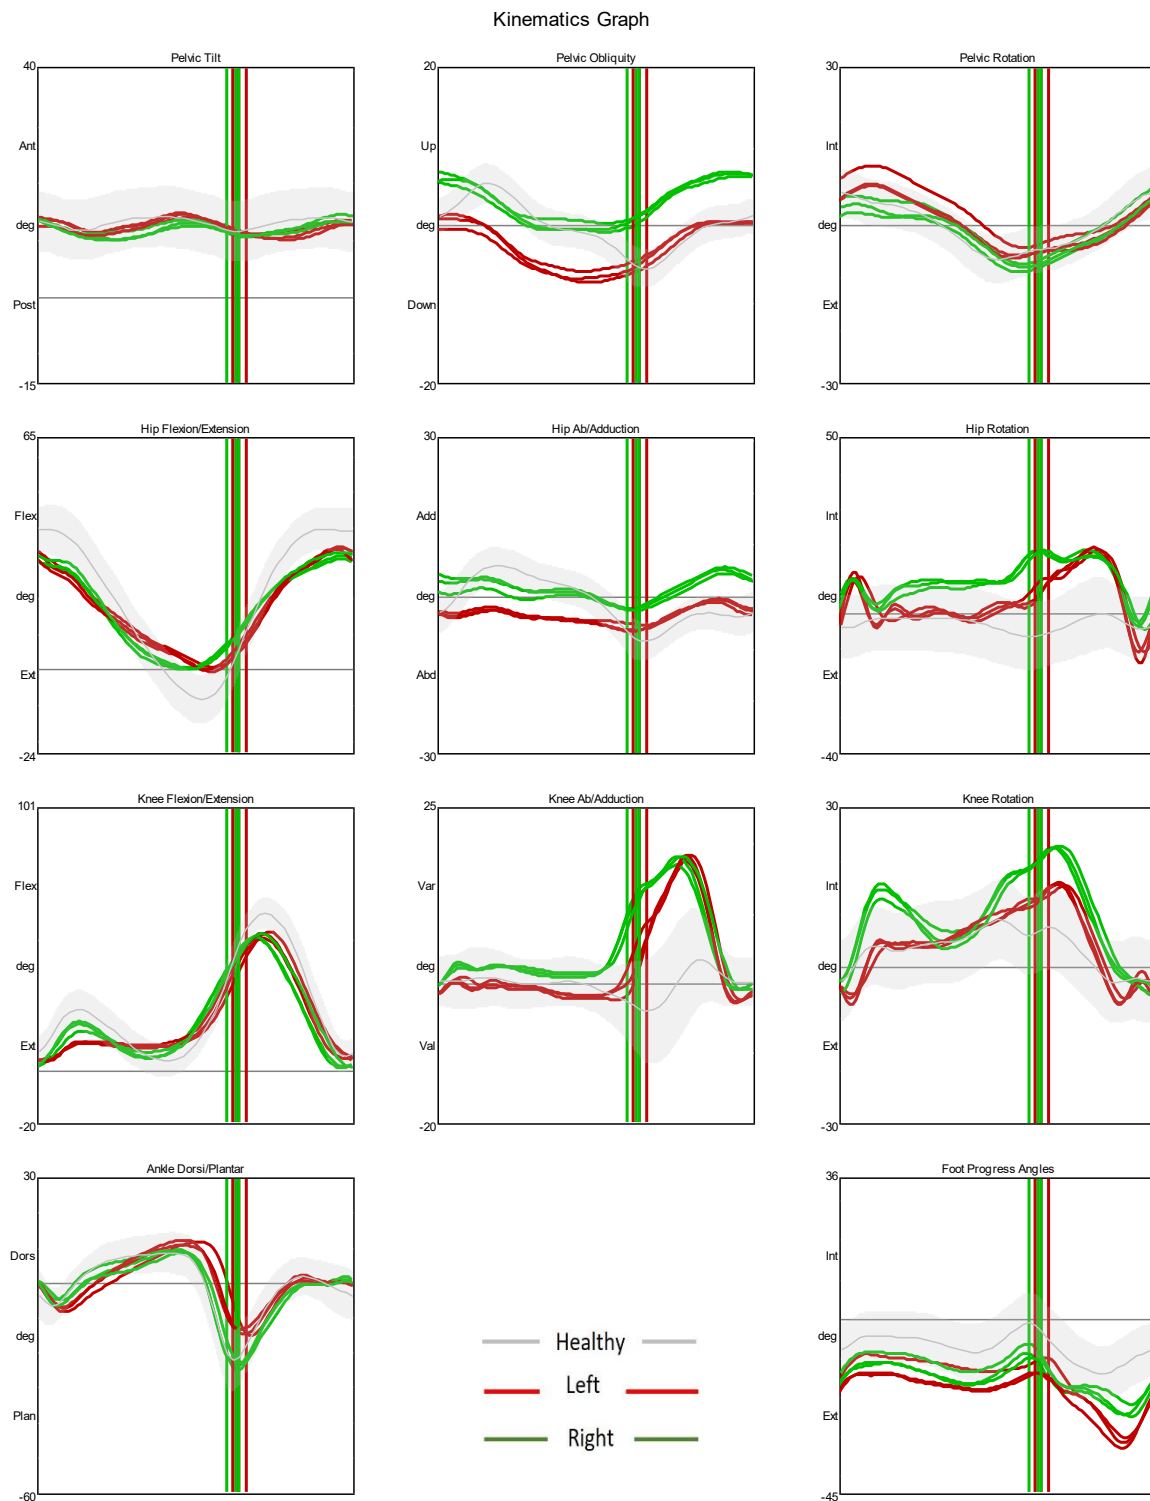 Kinematics Graph
Pelvic Tilt
40
Ant
deg
Post
-15
Pelvic Obliquity
20
Up
deg
Down
-20
Pelvic Rotation
30
Int
deg
Ext
-30
Hip Flexion/Extension
65
Flex
deg
Ext
-24
Hip Ab/Adduction
30
Add
deg
Abd
-30
Hip Rotation
50
Int
deg
Ext
-40
Knee Flexion/Extension
101
Flex
deg
Ext
-20
Knee Ab/Adduction
25
Var
deg
Val
-20
Knee Rotation
30
Int
deg
Ext
-30
Ankle Dorsi/Plantar
30
Dors
deg
Plan
-60
Healthy
Left
Right
Foot Progress Angles
36
Int
deg
Ext
-45